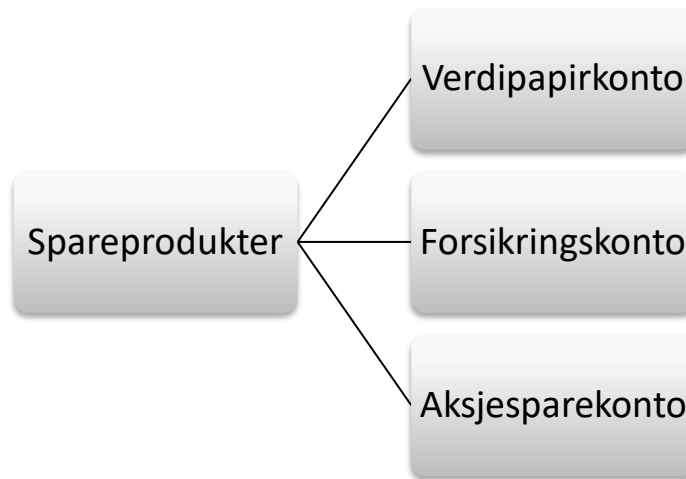 Spareprodukter
Verdipapirkonto
Forsikringskonto
Aksjesparekonto